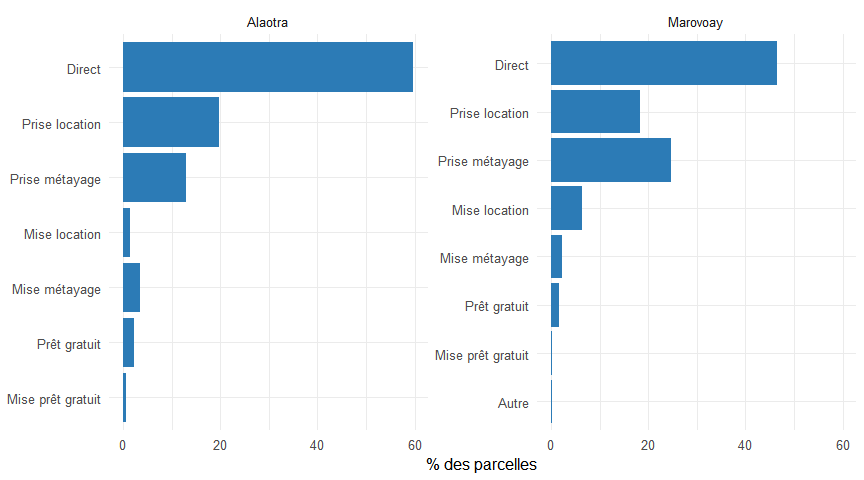 Alaotra
Direct
Prise location
Prise métayage
Mise location
Mise métayage
Prêt gratuit
Mise prêt gratuit
0 20 40 60
Marovoay
Direct
Prise location
Prise métayage
Mise location
Mise métayage
Prêt gratuit
Mise prêt gratuit
Autre
0 20 40 60
% des parcelles